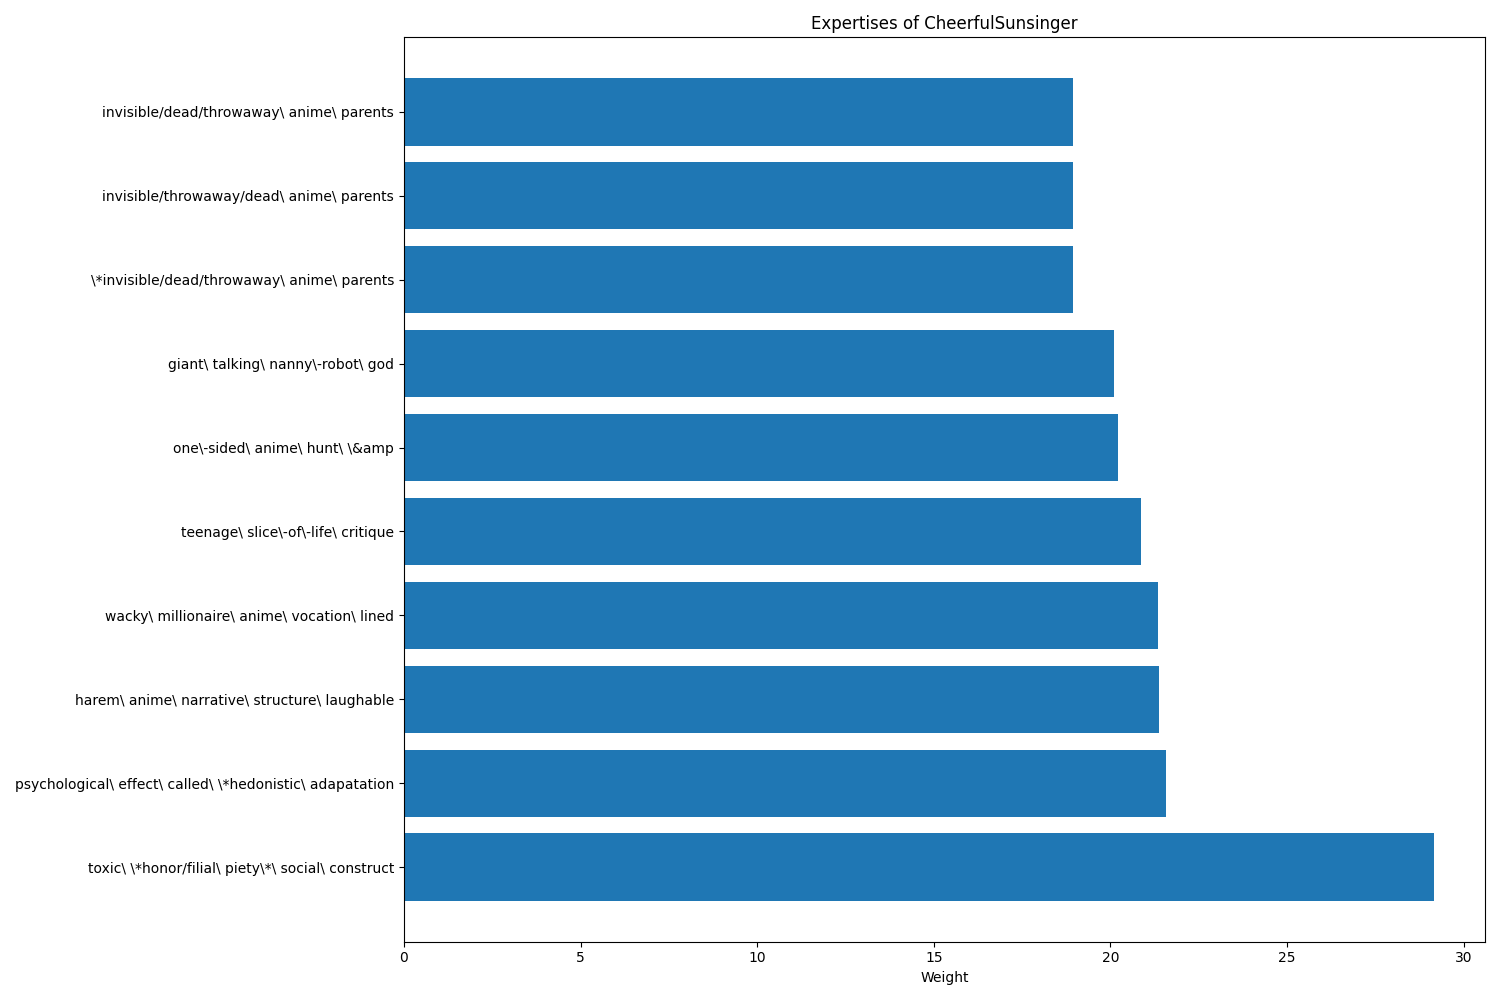 Expertises of CheerfulSunsinger
invisible/dead/throwaway\ anime\ parents
invisible/throwaway/dead\ anime\ parents
\*invisible/dead/throwaway\ anime\ parents
giant\ talking\ nanny\-robot\ god
one\-sided\ anime\ hunt\ \&amp
teenage\ slice\-of\-life\ critique
wacky\ millionaire\ anime\ vocation\ lined
harem\ anime\ narrative\ structure\ laughable
psychological\ effect\ called\ \*hedonistic\ adapatation
toxic\ \*honor/filial\ piety\*\ social\ construct
0 5 10 15 20 25 30
Weight